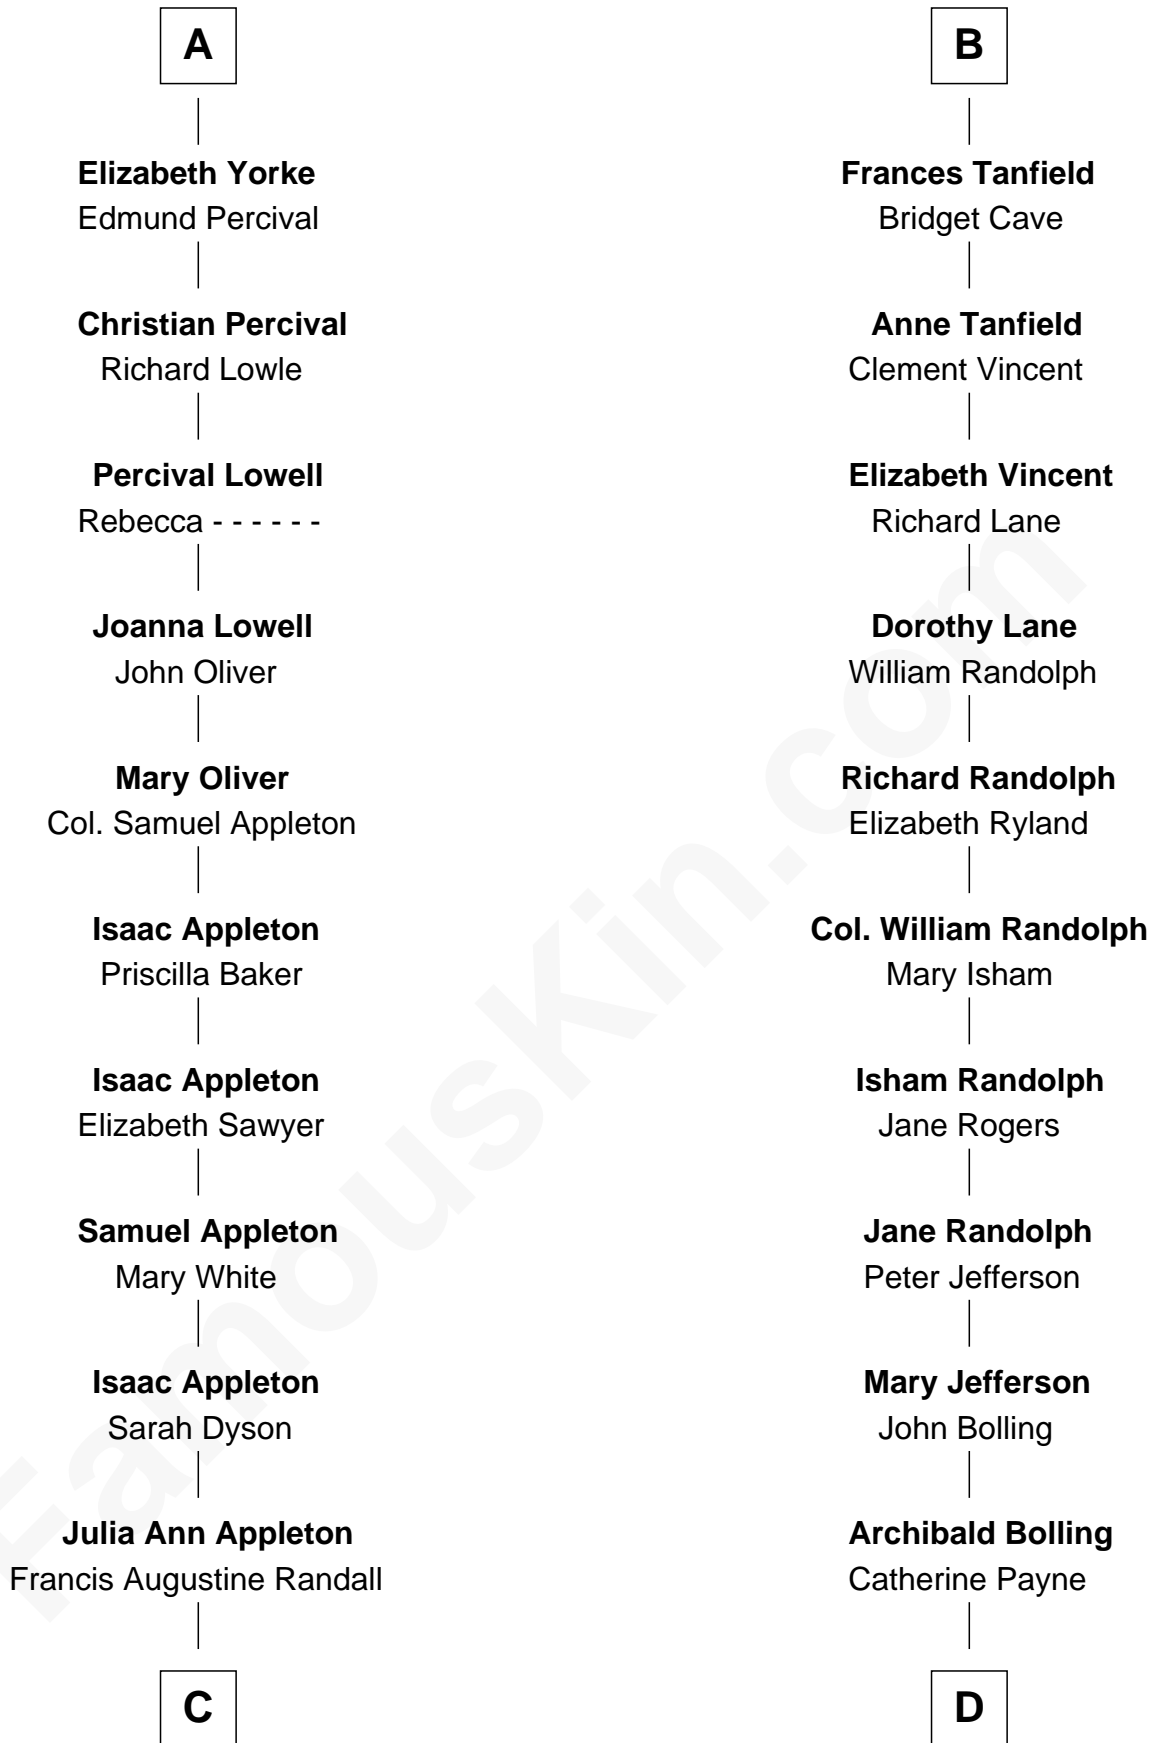 A
Elizabeth Yorke
Edmund Percival
Christian Percival
Richard Lowle
Percival Lowell
Rebecca - - - - - -
Joanna Lowell
John Oliver
Mary Oliver
Col. Samuel Appleton
Isaac Appleton
Priscilla Baker
Isaac Appleton
Elizabeth Sawyer
Samuel Appleton
Mary White
Isaac Appleton
Sarah Dyson
Julia Ann Appleton
Francis Augustine Randall
C
B
Frances Tanfield
Bridget Cave
Anne Tanfield
Clement Vincent
Elizabeth Vincent
Richard Lane
Dorothy Lane
William Randolph
Richard Randolph
Elizabeth Ryland
Col. William Randolph
Mary Isham
Isham Randolph
Jane Rogers
Jane Randolph
Peter Jefferson
Mary Jefferson
John Bolling
Archibald Bolling
Catherine Payne
D
FamousKin.com